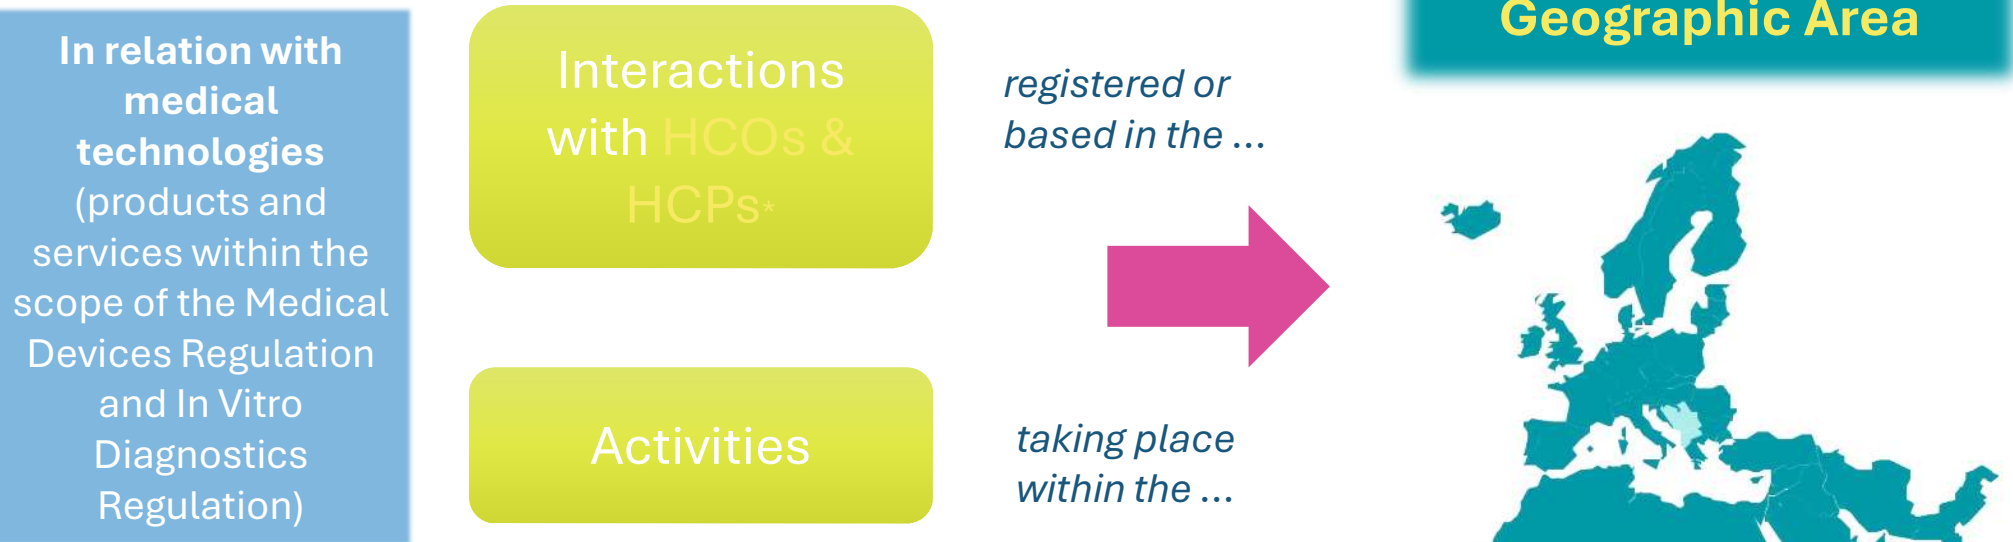 In relation with
medical
technologies
(products and
services within the
scope of the Medical
Devices Regulation
and In Vitro
Diagnostics
Regulation)
Interactions
with HCOs &
HCPs*
Activities
registered or
based in the ...
taking place
within the ...
Geographic Area